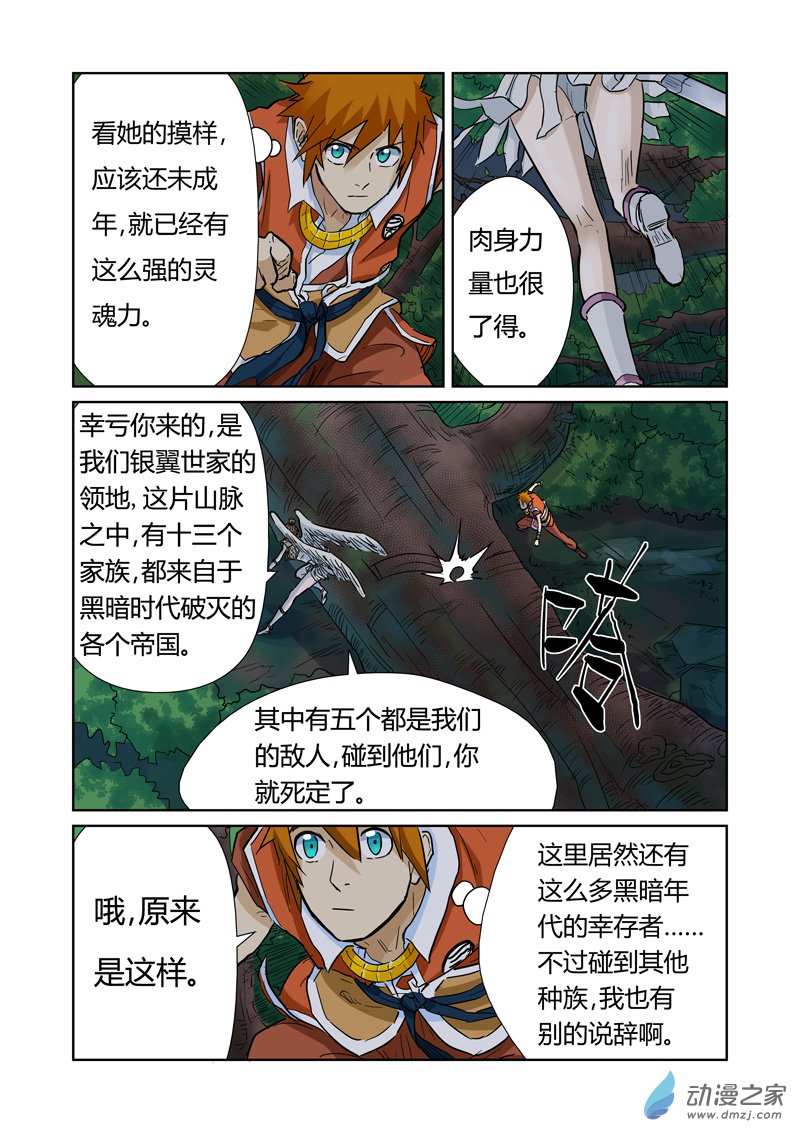 看她的摸样，
应该还未成
年，就已经有
这么强的灵
魂力。
肉身力
量也很
了得。
幸亏你来的，是
我们银翼世家的
领地，这片山脉
之中，有十三个
家族，都来自于
黑暗时代破灭的
各个帝国。
嗒
其中有五个都是我们
的敌人，碰到他们，你
就死定了。
哦，原来
是这样。
这里居然还有
这么多黑暗年
代的幸存者……
不过碰到其他
种族，我也有
别的说辞啊。
动漫之家
www.dmzj.com